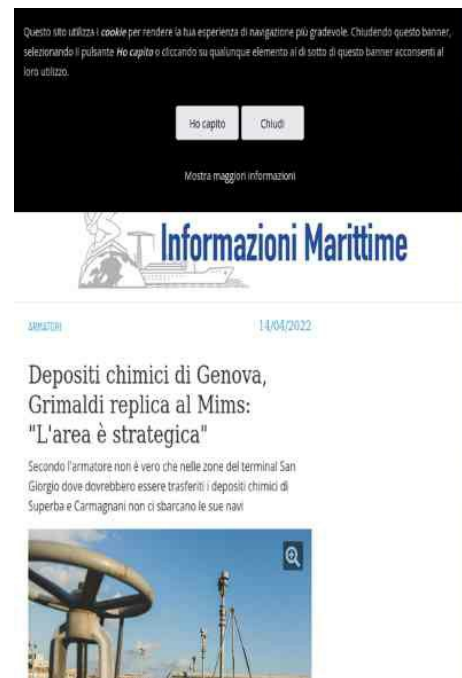 Questo sito utilizza i cookie per rendere la tua esperienza di navigazione più gradevole. Chiudendo questo banner,
selezionando il pulsante Ho capito o cliccando su qualunque elemento al di sotto di questo banner acconsenti al
loro utilizzo.
Ho capito
Chiudi
Mostra maggiori informazioni
Informazioni Marittime
ARMATORI
14/04/2022
Depositi chimici di Genova,
Grimaldi replica al Mims:
"L'area è strategica"
Secondo l'armatore non è vero che nelle zone del terminal San
Giorgio dove dovrebbero essere trasferiti i depositi chimici di
Superba e Carmagnani non ci sbarcano le sue navi